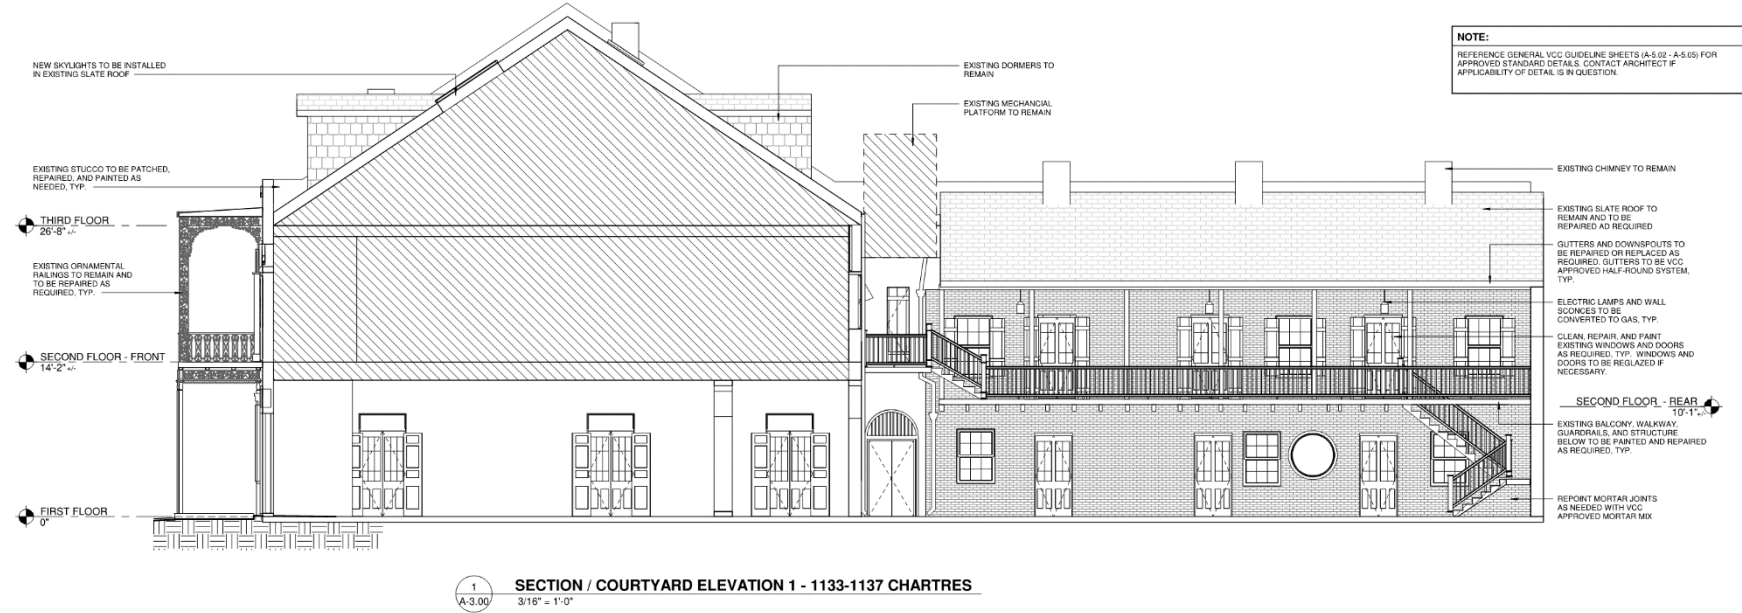 NEW SKYLIGHTS TO BE INSTALLED
IN EXISTING SLATE ROOF
EXISTING STUCCO TO BE PATCHED,
REPAIRED, AND PAINTED AS
NEEDED, TYP.
THIRD FLOOR
26'-8" +/-
EXISTING ORNAMENTAL
RAILINGS TO REMAIN AND
TO BE REPAIRED AS
REQUIRED, TYP.
SECOND FLOOR - FRONT
14'-2" +/-
FIRST FLOOR
0"
EXISTING DORMERS TO
REMAIN
EXISTING MECHANCIAL
PLATFORM TO REMAIN
NOTE:
REFERENCE GENERAL VCC GUIDELINE SHEETS (A-5.02 - A-5.05) FOR
APPROVED STANDARD DETAILS. CONTACT ARCHITECT IF
APPLICABILITY OF DETAIL IS IN QUESTION.
EXISTING CHIMNEY TO REMAIN
EXISTING SLATE ROOF TO
REMAIN AND TO BE
REPAIRED AD REQUIRED
GUTTERS AND DOWNSPOUTS TO
BE REPAIRED OR REPLACED AS
REQUIRED. GUTTERS TO BE VCC
APPROVED HALF-ROUND SYSTEM,
TYP.
ELECTRIC LAMPS AND WALL
SCONCES TO BE
CONVERTED TO GAS, TYP.
CLEAN, REPAIR, AND PAINT
EXISTING WINDOWS AND DOORS
AS REQUIRED, TYP. WINDOWS AND
DOORS TO BE REGLAZED IF
NECESSARY.
SECOND FLOOR - REAR
10'-1" +/-
EXISTING BALCONY, WALKWAY,
GUARDRAILS, AND STRUCTURE
BELOW TO BE PAINTED AND REPAIRED
AS REQUIRED, TYP.
REPOINT MORTAR JOINTS
AS NEEDED WITH VCC
APPROVED MORTAR MIX
1
A-3.00
SECTION / COURTYARD ELEVATION 1 - 1133-1137 CHARTRES
3/16" = 1'-0"